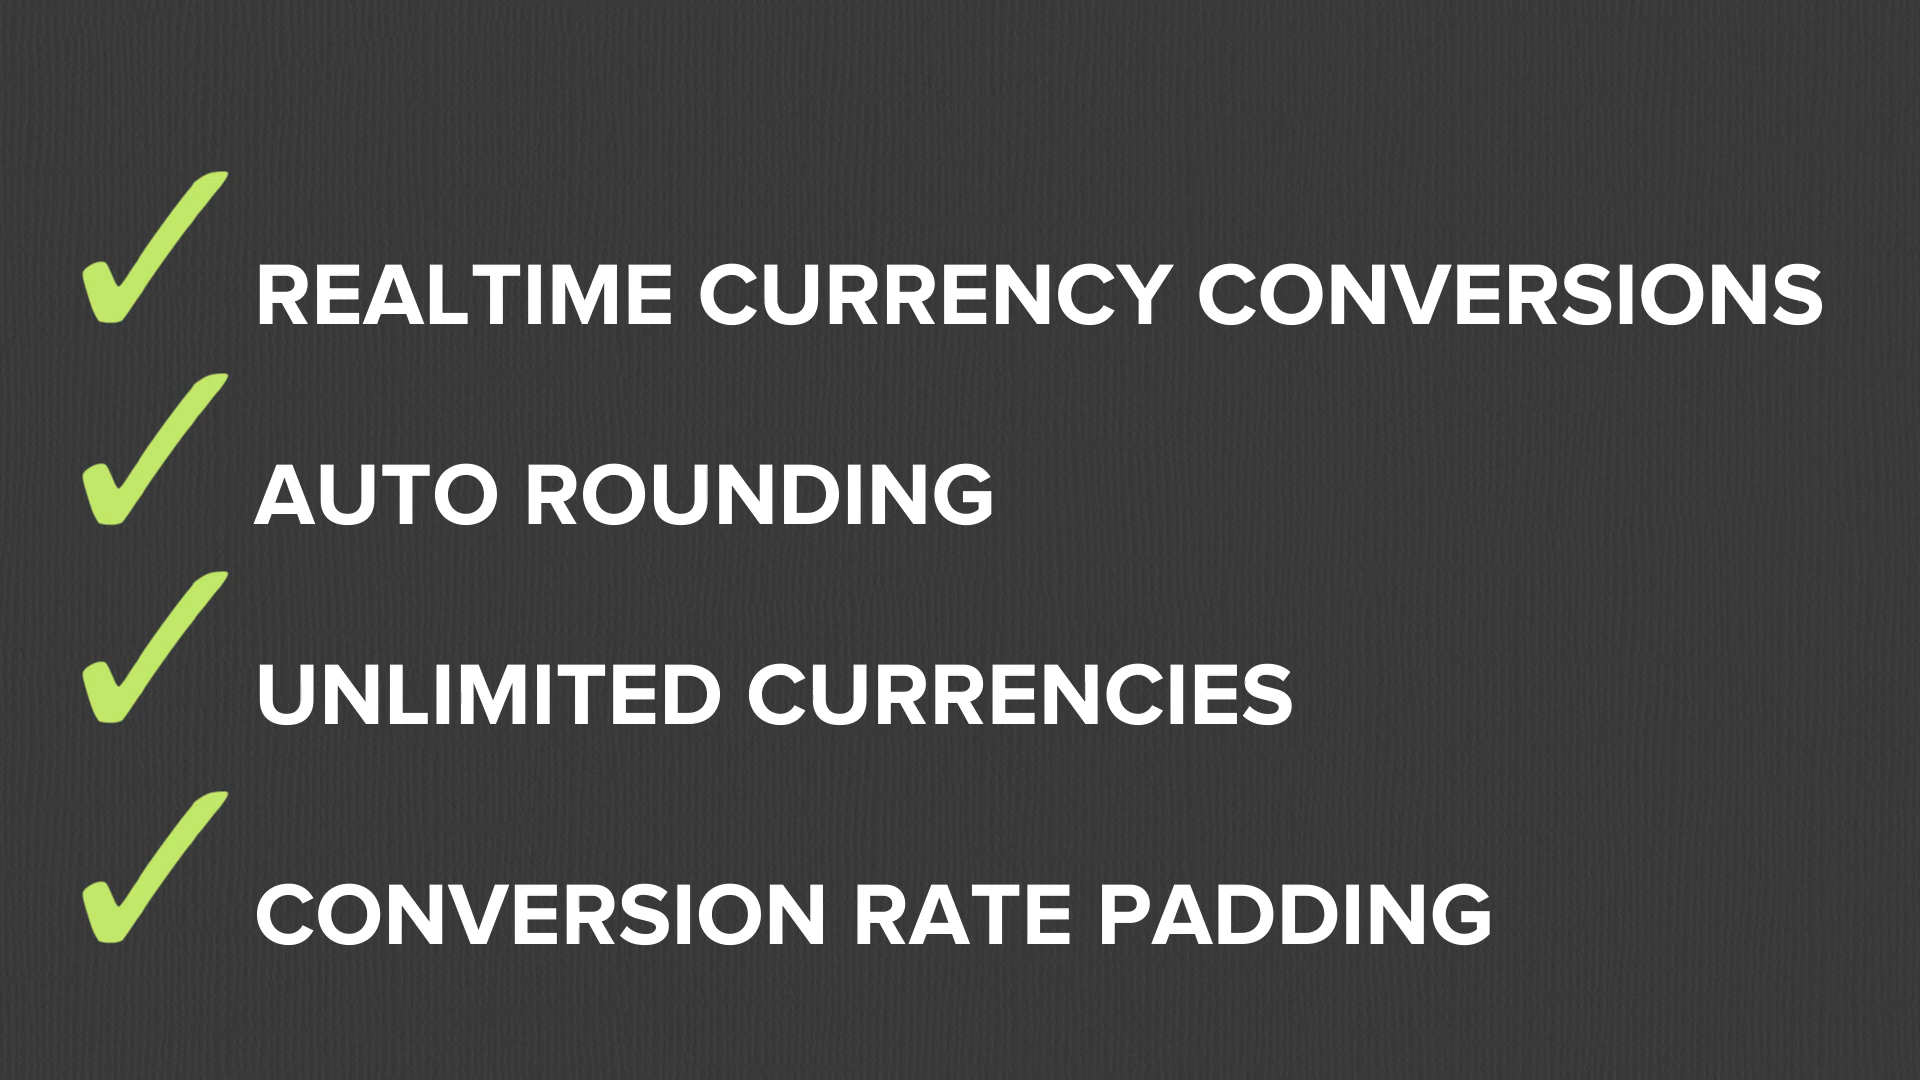 REALTIME CURRENCY CONVERSIONS
AUTO ROUNDING
UNLIMITED CURRENCIES
CONVERSION RATE PADDING